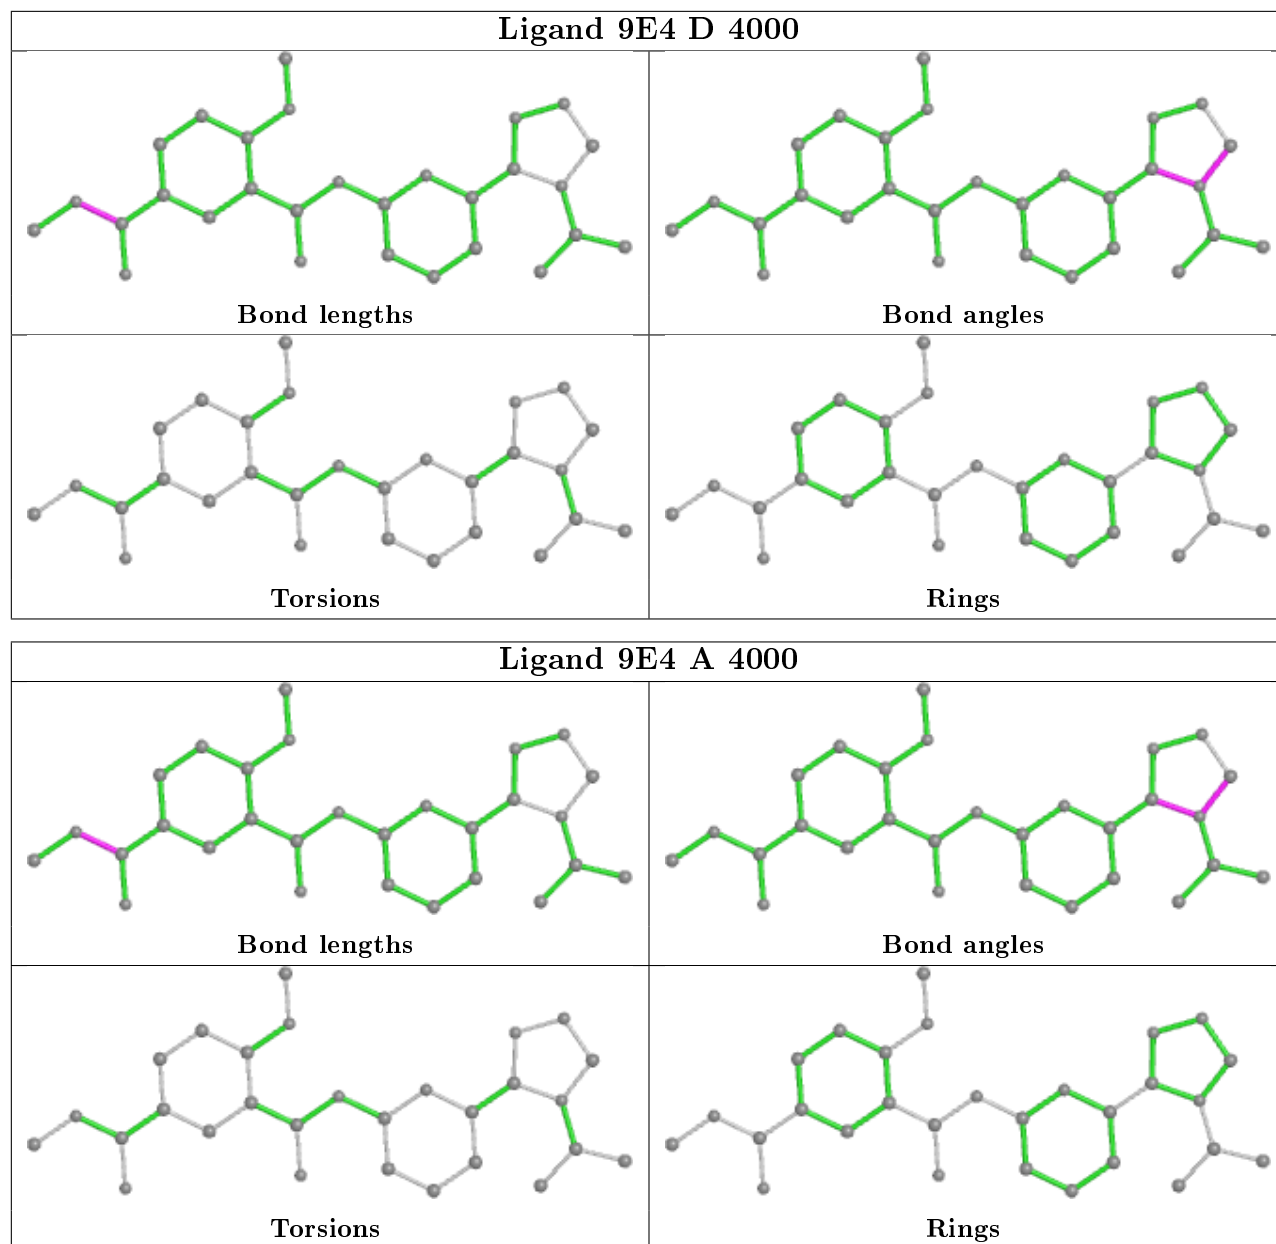 Ligand 9E4 D 4000
Bond lengths
Bond angles
Torsions
Rings
Ligand 9E4 A 4000
Bond lengths
Bond angles
Torsions
Rings